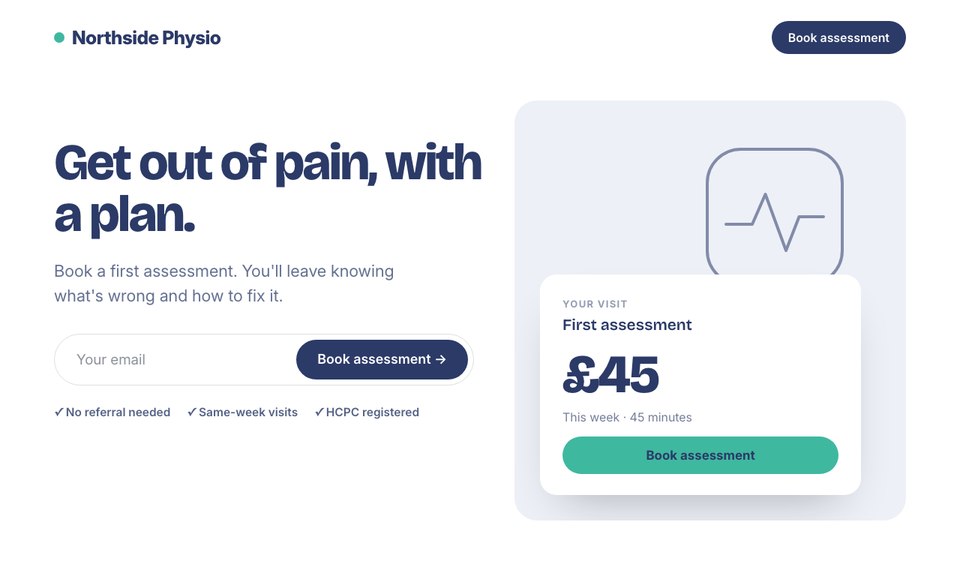 Northside Physio
Book assessment
Get out of pain, with
a plan.
Book a first assessment. You'll leave knowing
what's wrong and how to fix it.
Your email
Book assessment →
✓ No referral needed
✓ Same-week visits
✓ HCPC registered
YOUR VISIT
First assessment
£45
This week · 45 minutes
Book assessment